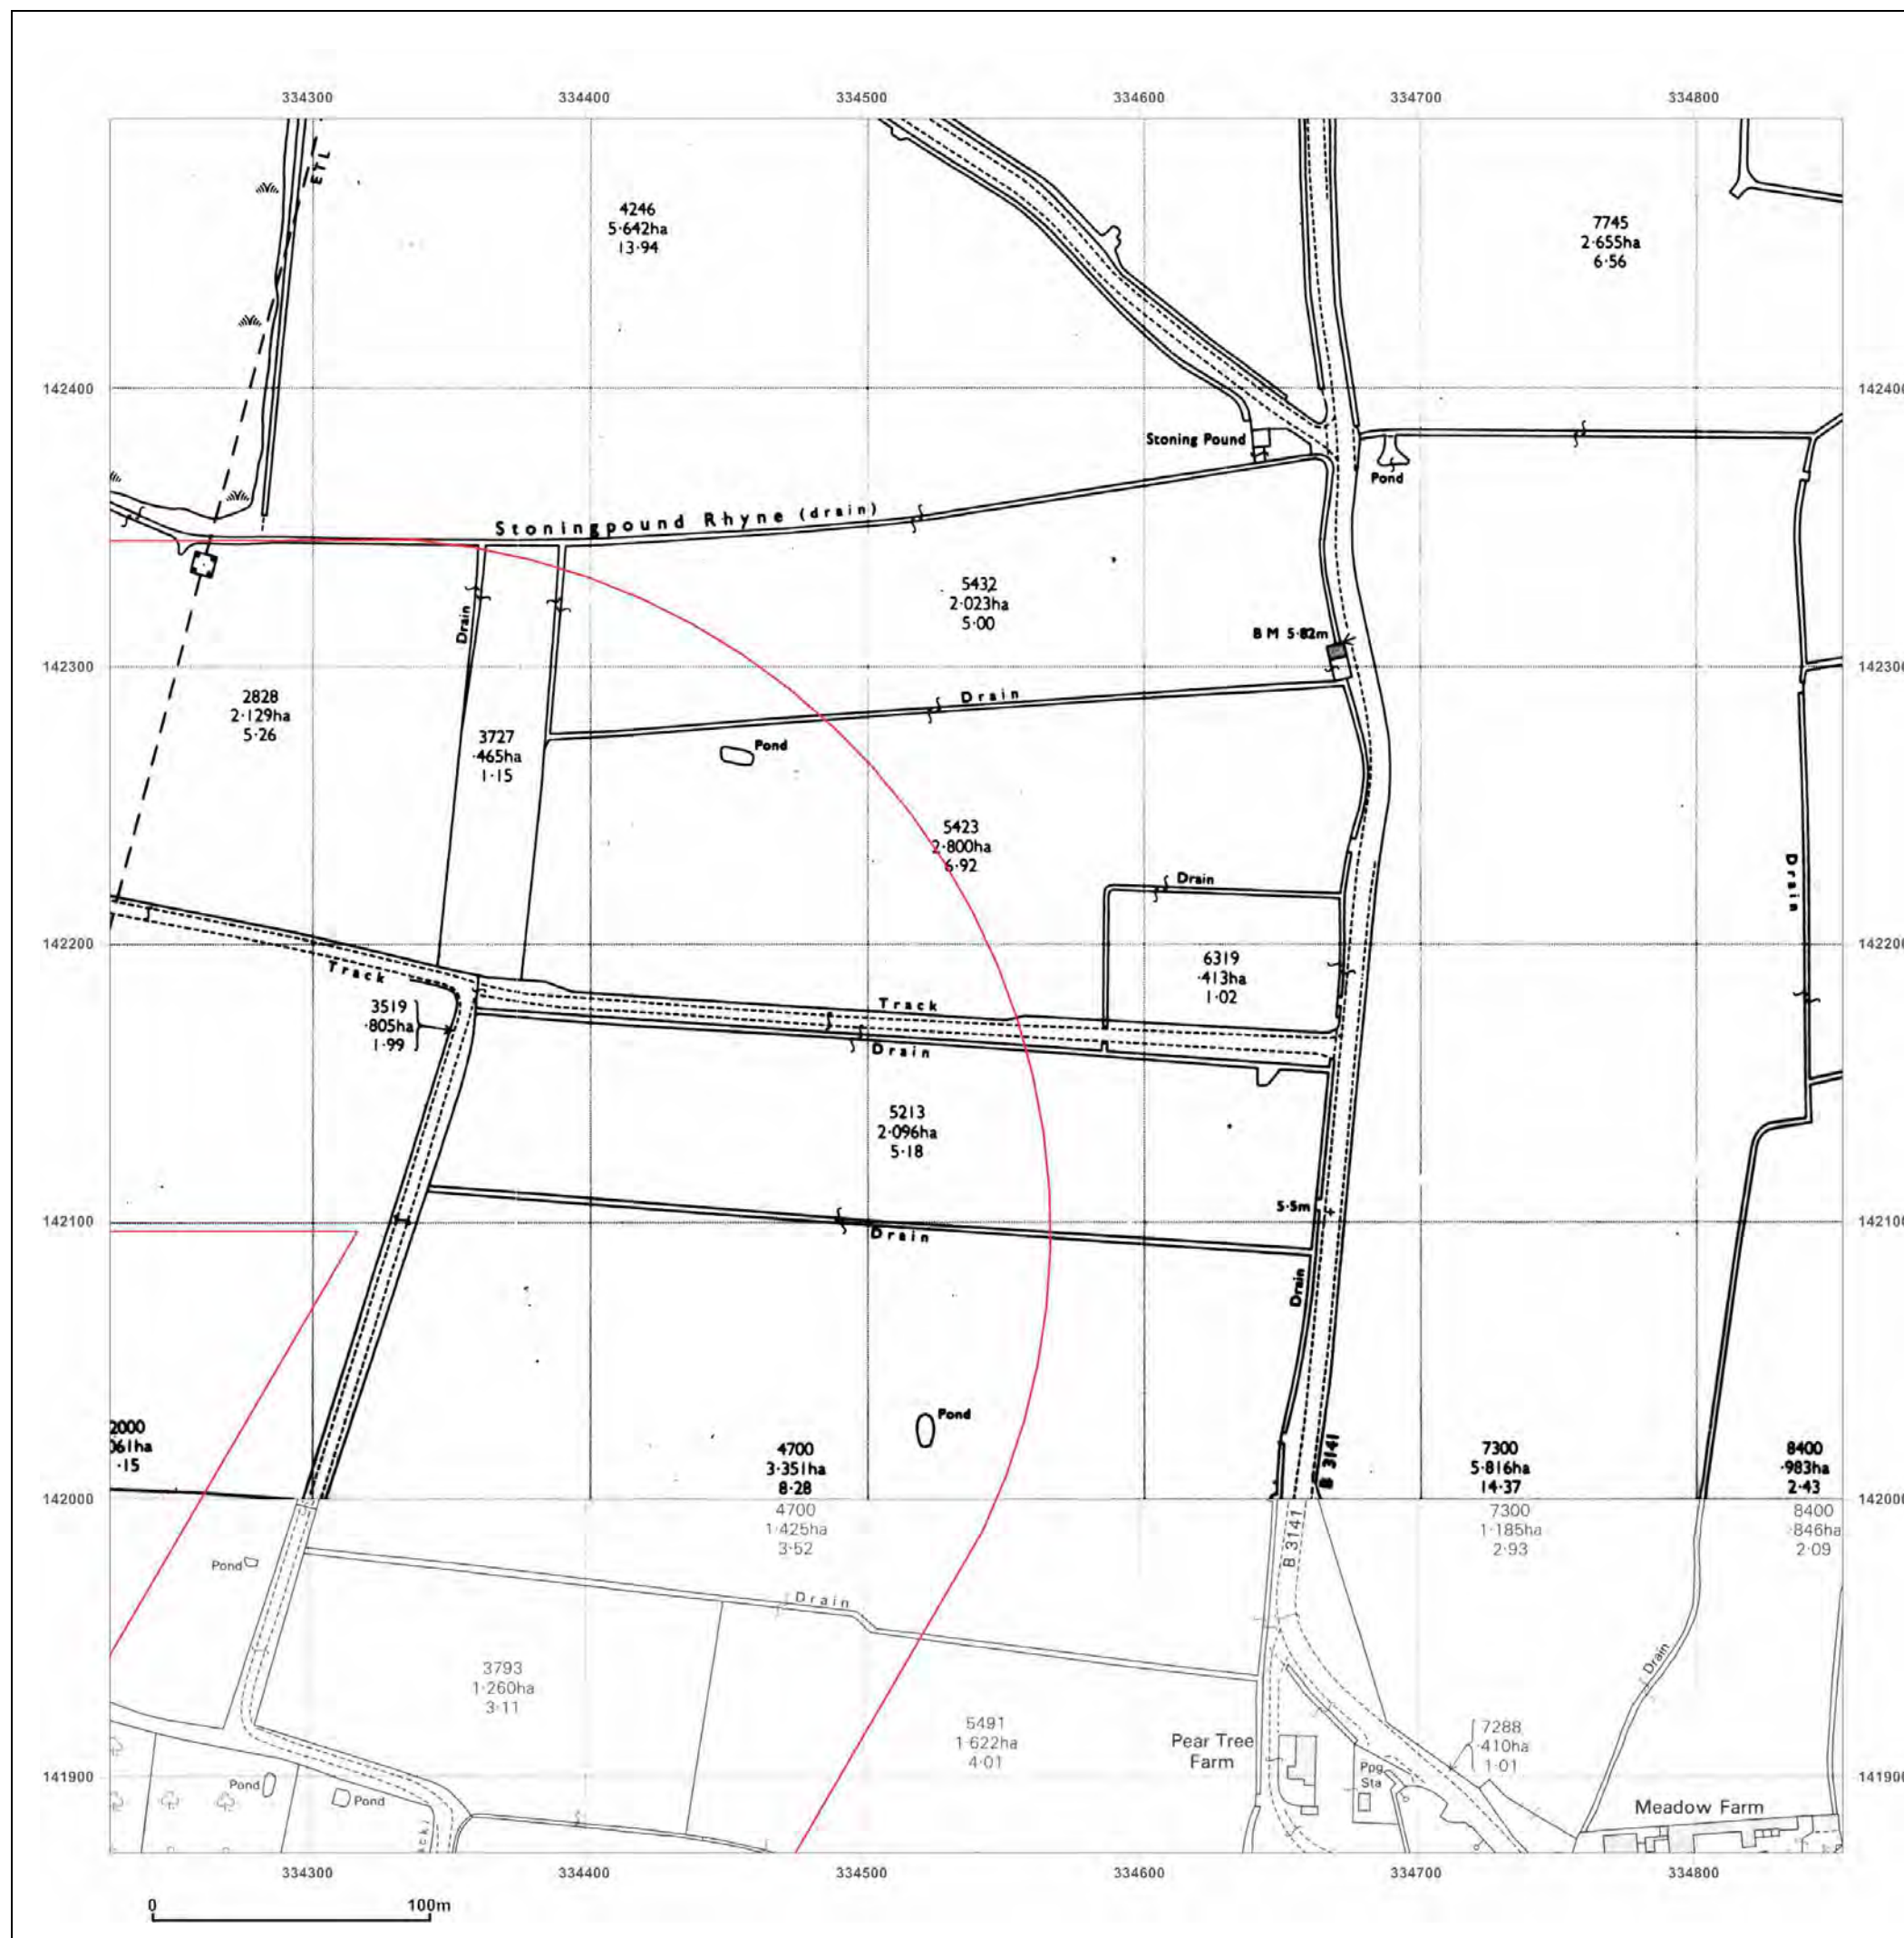 334300 334400 334500 334600 334700 334800
ETL
4246
5·642ha
13·94
7745
2·655ha
6·56
142400
142400
Stoning Pound
Pond
Stoningpound Rhyne (drain)
Drain
5432
2·023ha
5·00
B M 5·82m
142300
142300
2828
2·129ha
5·26
3727
·465ha
1·15
Drain
Pond
5423
2·800ha
6·92
Drain
Drain
142200
142200
6319
·413ha
1·02
Track
Track
3519
·805ha
1·99
Drain
5213
2·096ha
5·18
5·5m
142100
142100
Drain
Drain
Pond
2000
061ha
·15
4700
3·351ha
8·28
B 3141
7300
5·816ha
14·37
8400
·983ha
2·43
142000
142000
4700
1·425ha
3·52
B 3141
7300
1·185ha
2·93
8400
·846ha
2·09
Pond
Drain
Drain
3793
1·260ha
3·11
5491
1·622ha
4·01
Pear Tree
Farm
7288
·410ha
1·01
141900
141900
Pond
Pond
Ppg
Sta
Meadow Farm
334300 334400 334500 334600 334700 334800
0 100m